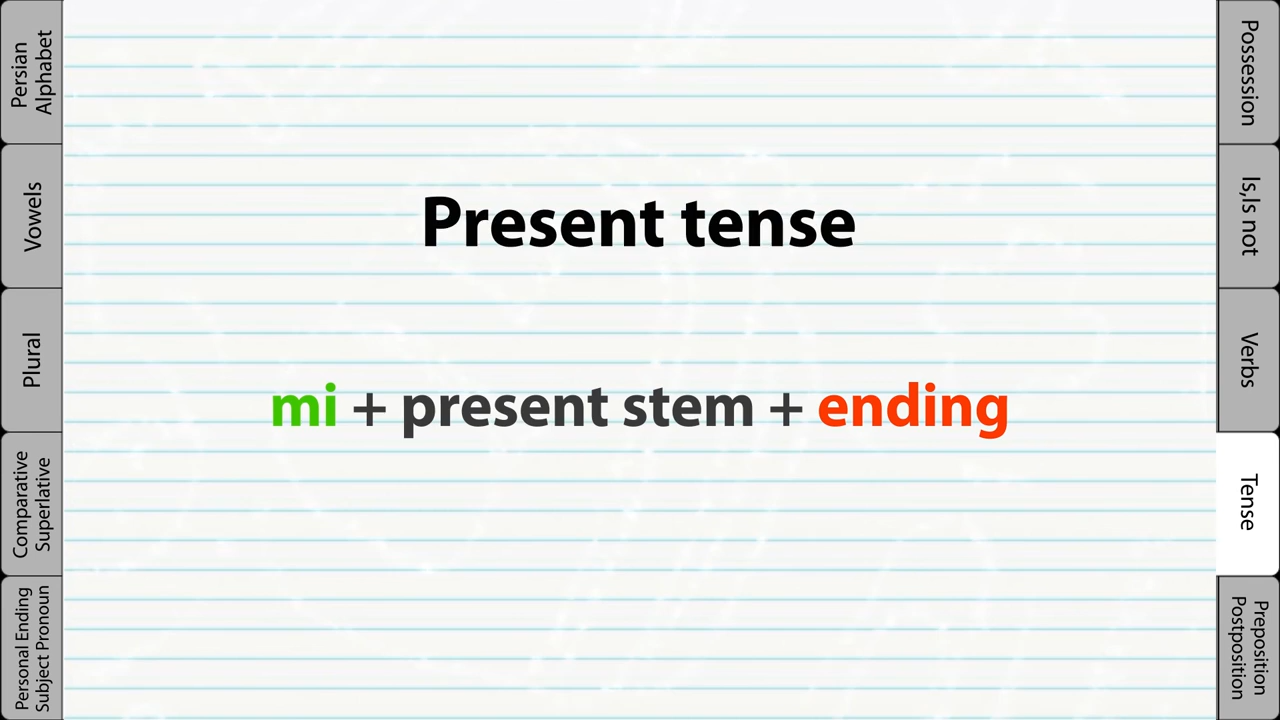 Persian
Alphabet
Vowels
Plural
Comparative
Superlative
Personal Ending
Subject Pronoun
Present tense
mi + present stem + ending
Possession
Is,Is not
Verbs
Tense
Preposition
Postposition